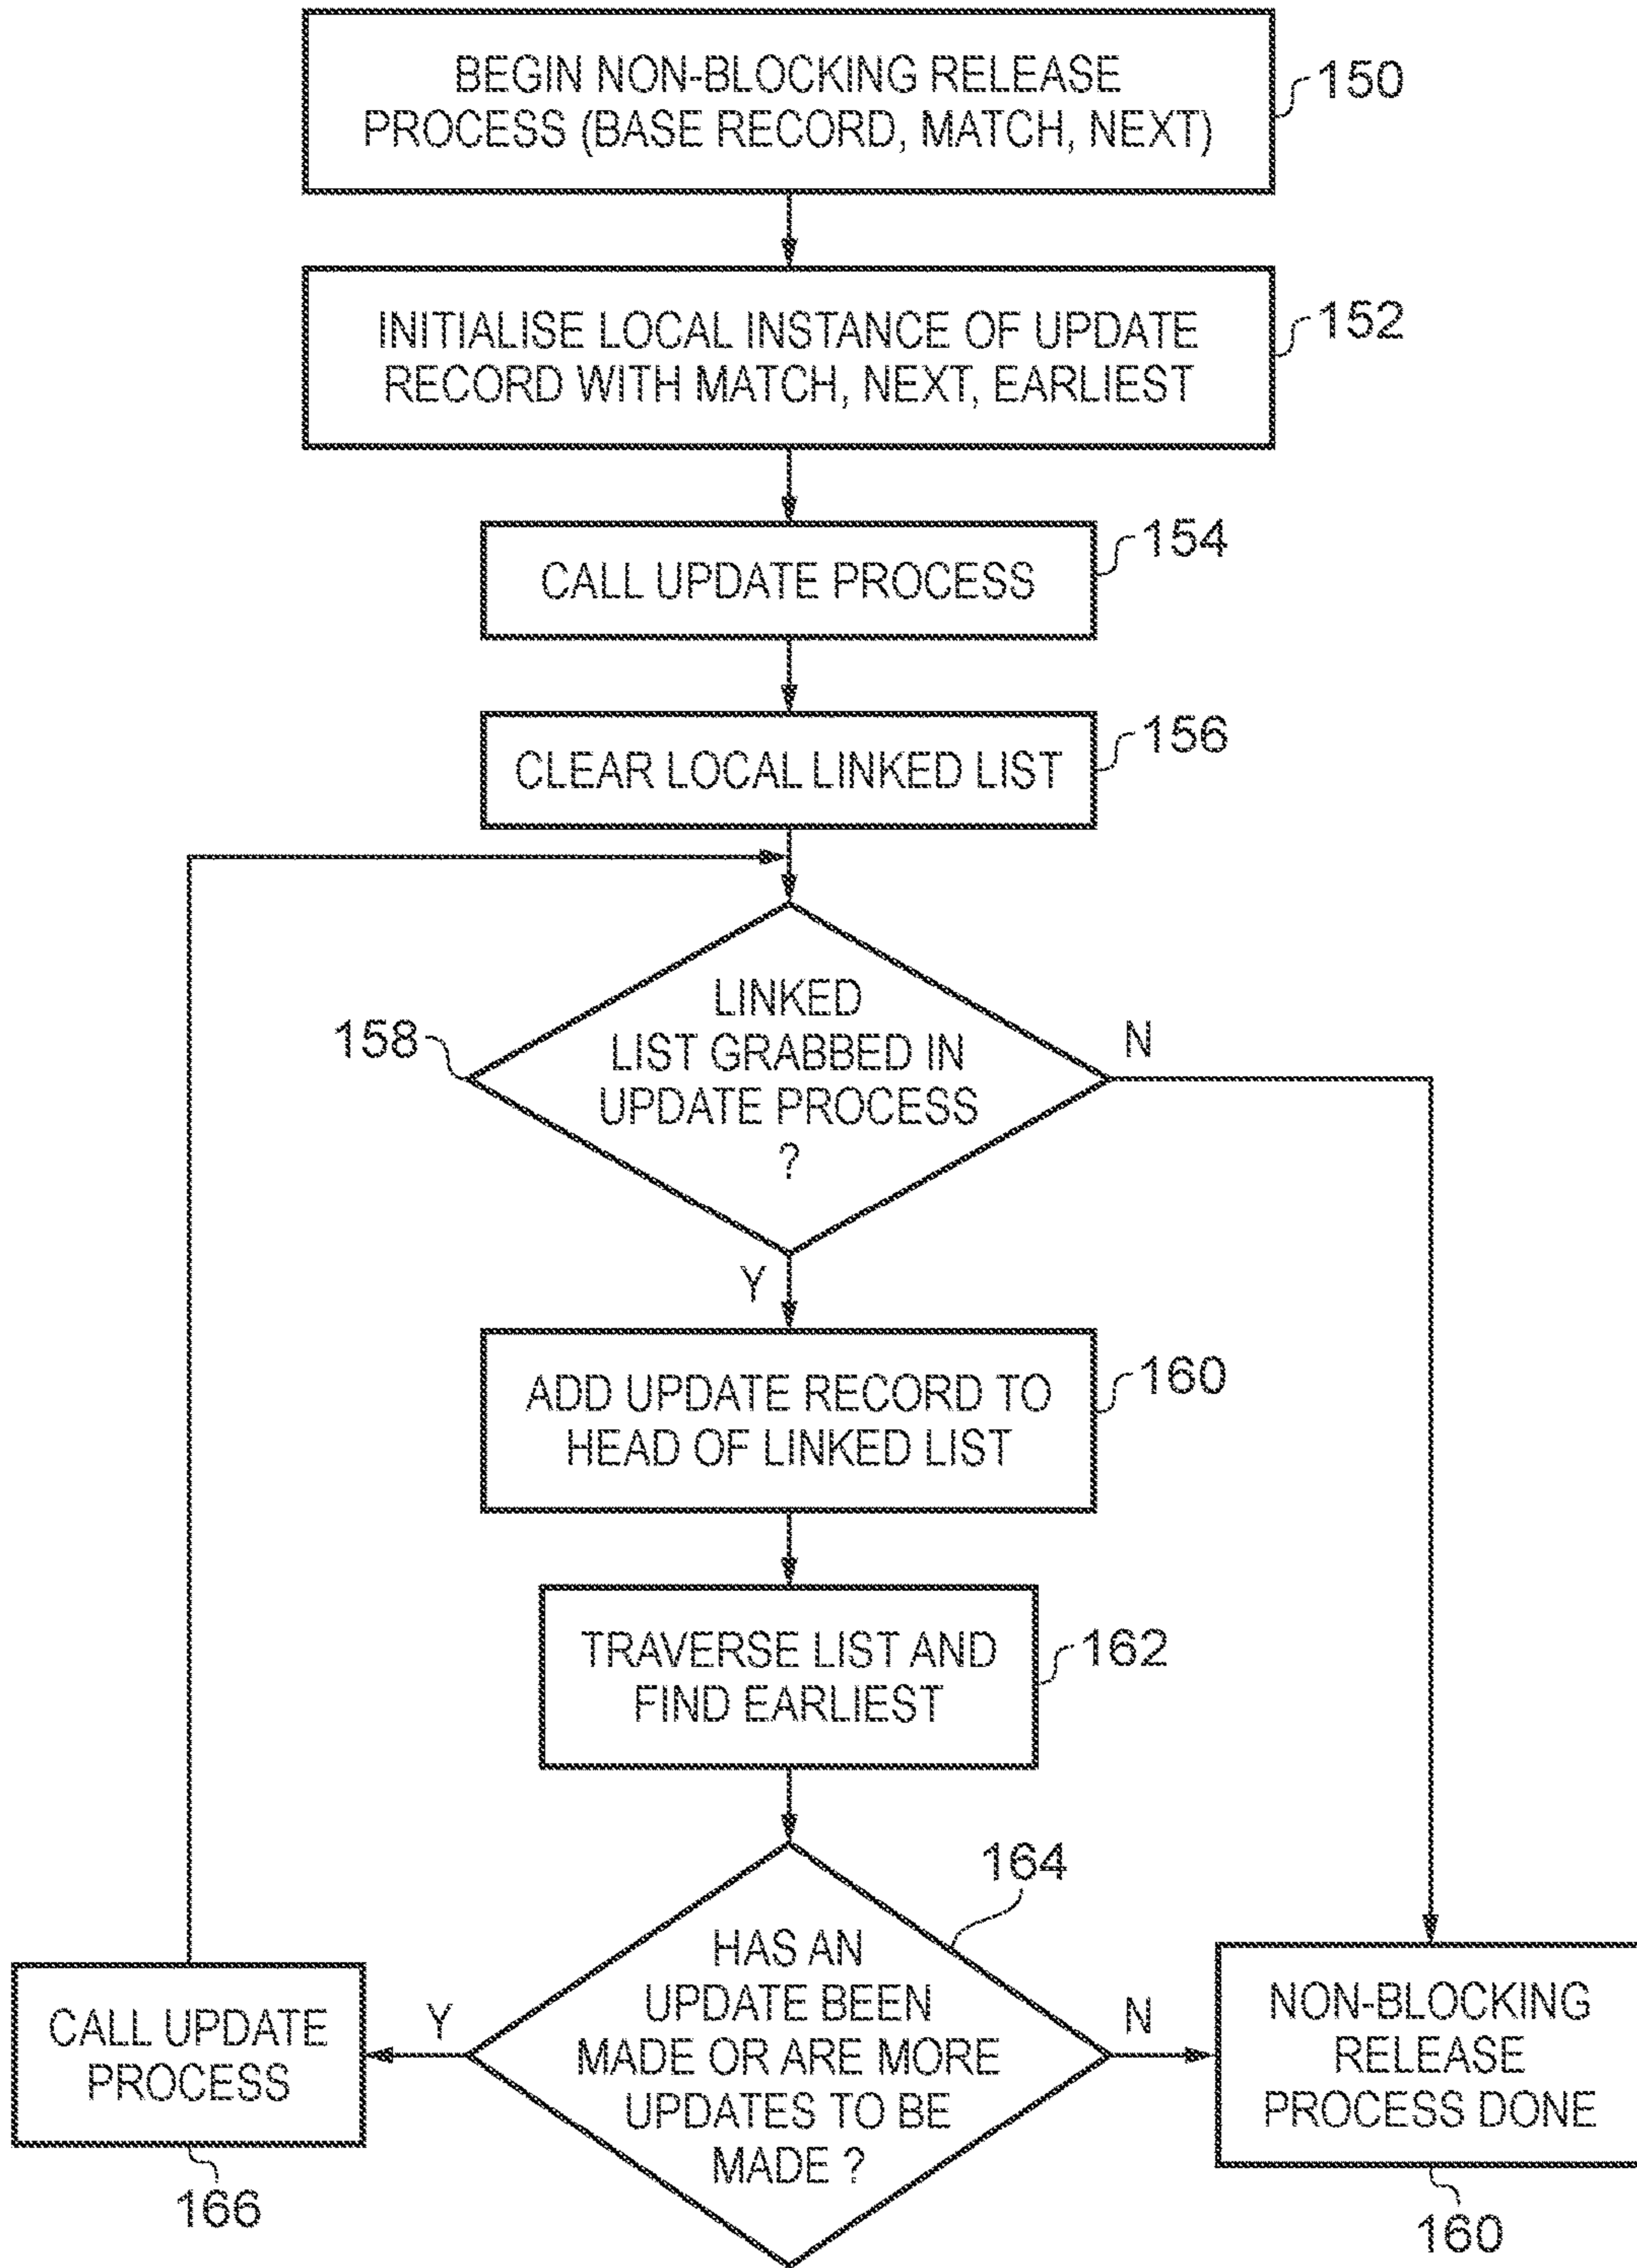 BEGIN NON-BLOCKING RELEASE
PROCESS (BASE RECORD, MATCH, NEXT)
150
INITIALISE LOCAL INSTANCE OF UPDATE
RECORD WITH MATCH, NEXT, EARLIEST
152
CALL UPDATE PROCESS
154
CLEAR LOCAL LINKED LIST
156
LINKED
LIST GRABBED IN
UPDATE PROCESS
?
158
N
Y
ADD UPDATE RECORD TO
HEAD OF LINKED LIST
160
TRAVERSE LIST AND
FIND EARLIEST
162
164
HAS AN
UPDATE BEEN
MADE OR ARE MORE
UPDATES TO BE
MADE ?
Y
N
CALL UPDATE
PROCESS
166
NON-BLOCKING
RELEASE
PROCESS DONE
160